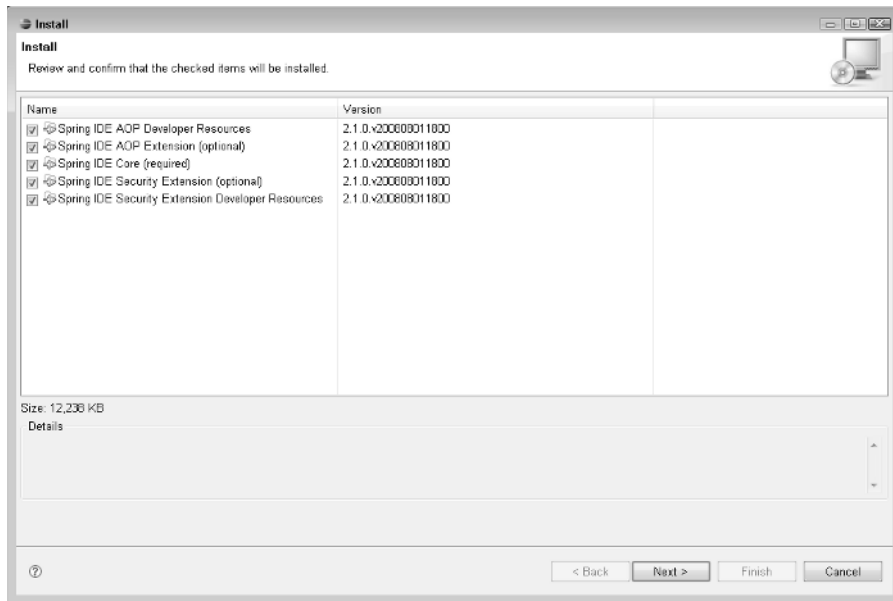 Install
Install
Review and confirm that the checked items will be installed.
Name Version
Spring IDE AOP Developer Resources 2.1.0.v200808011800
Spring IDE AOP Extension (optional) 2.1.0.v200808011800
Spring IDE Core (required) 2.1.0.v200808011800
Spring IDE Security Extension (optional) 2.1.0.v200808011800
Spring IDE Security Extension Developer Resources 2.1.0.v200808011800
Size: 12,238 KB
Details
< Back Next > Finish Cancel